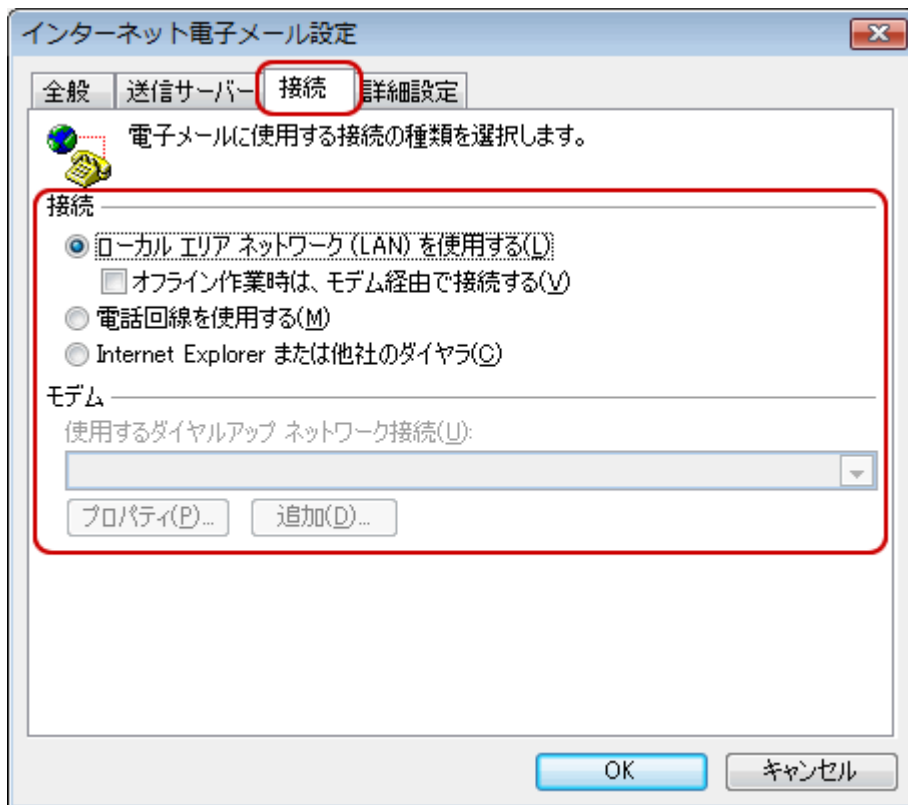 インターネット電子メール設定
全般 送信サーバー 接続 詳細設定
電子メールに使用する接続の種類を選択します。
接続
ローカル エリア ネットワーク (LAN) を使用する(L)
オフライン作業時は、モデム経由で接続する(V)
電話回線を使用する(M)
Internet Explorer または他社のダイヤラ(C)
モデム
使用するダイヤルアップ ネットワーク接続(U):
プロパティ(P)... 追加(D)...
OK キャンセル